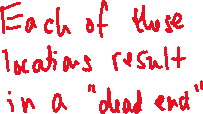 Each of these
locations result
in a "dead end"